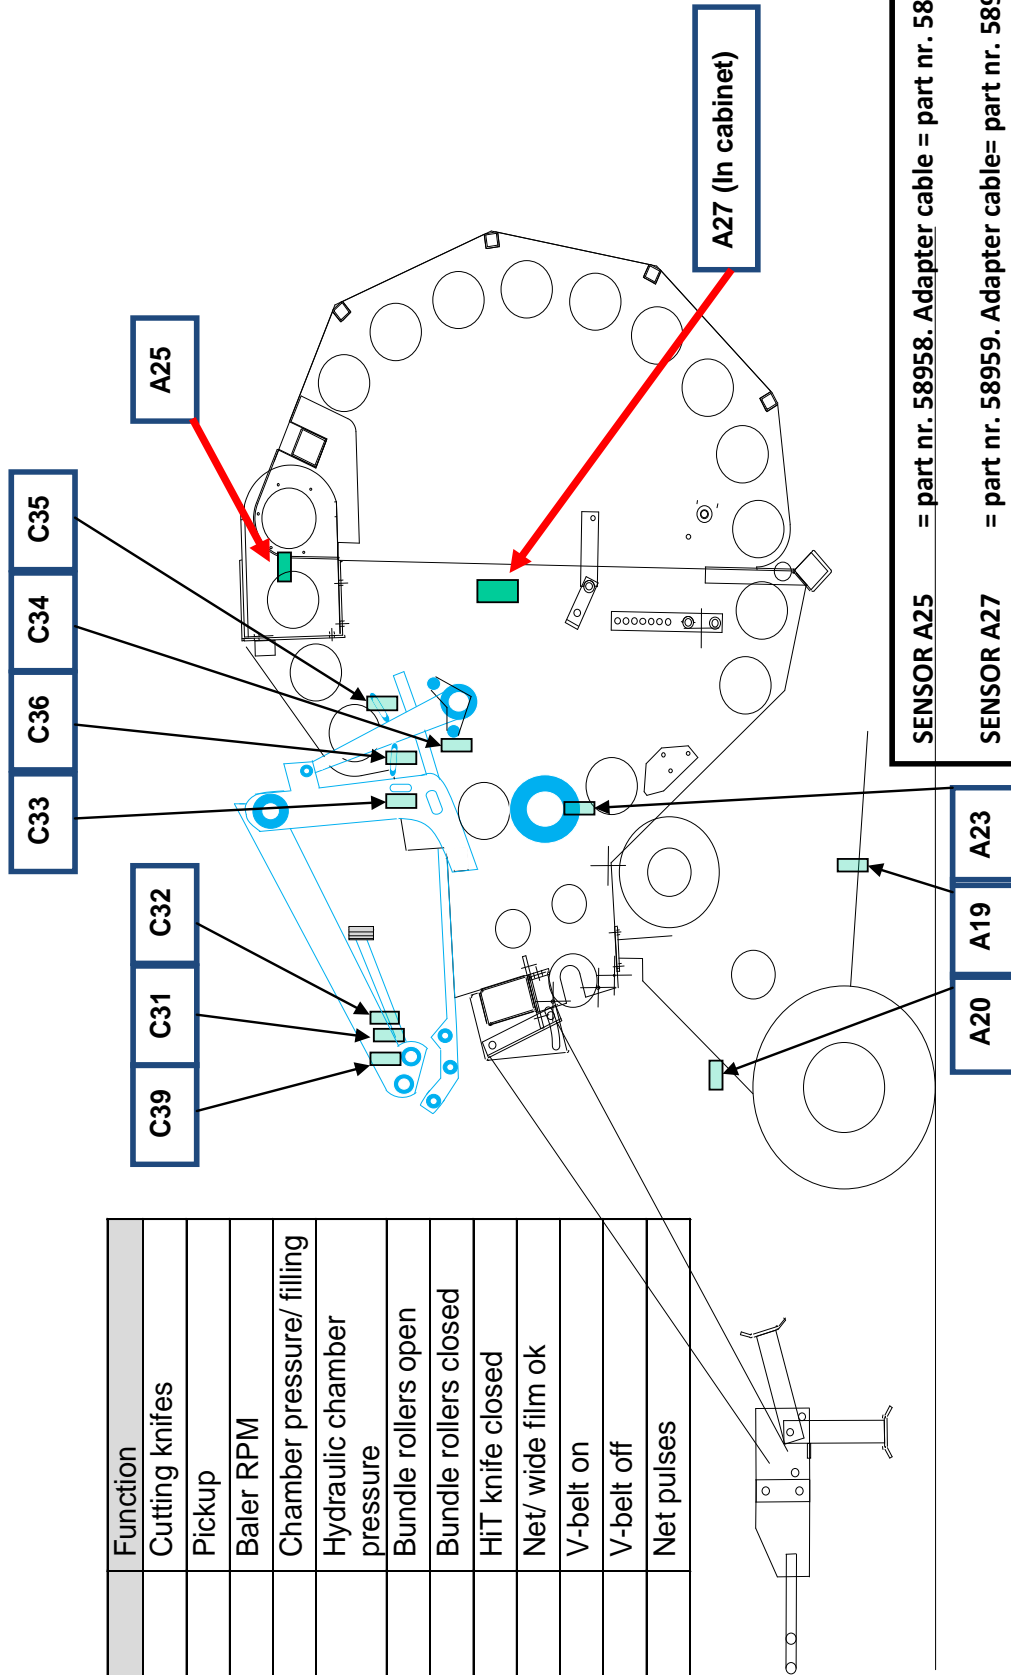 C33 C36 C34 C35
Function
Cutting knifes
Pickup
Baler RPM
Chamber pressure/ filling
Hydraulic chamber
pressure
Bundle rollers open
Bundle rollers closed
HiT knife closed
Net/ wide film ok
V-belt on
V-belt off
Net pulses
C39 C31 C32
A25
A27 (In cabinet)
A20 A19 A23
SENSOR A25 = part nr. 58958. Adapter cable = part nr. 58
SENSOR A27 = part nr. 58959. Adapter cable= part nr. 589